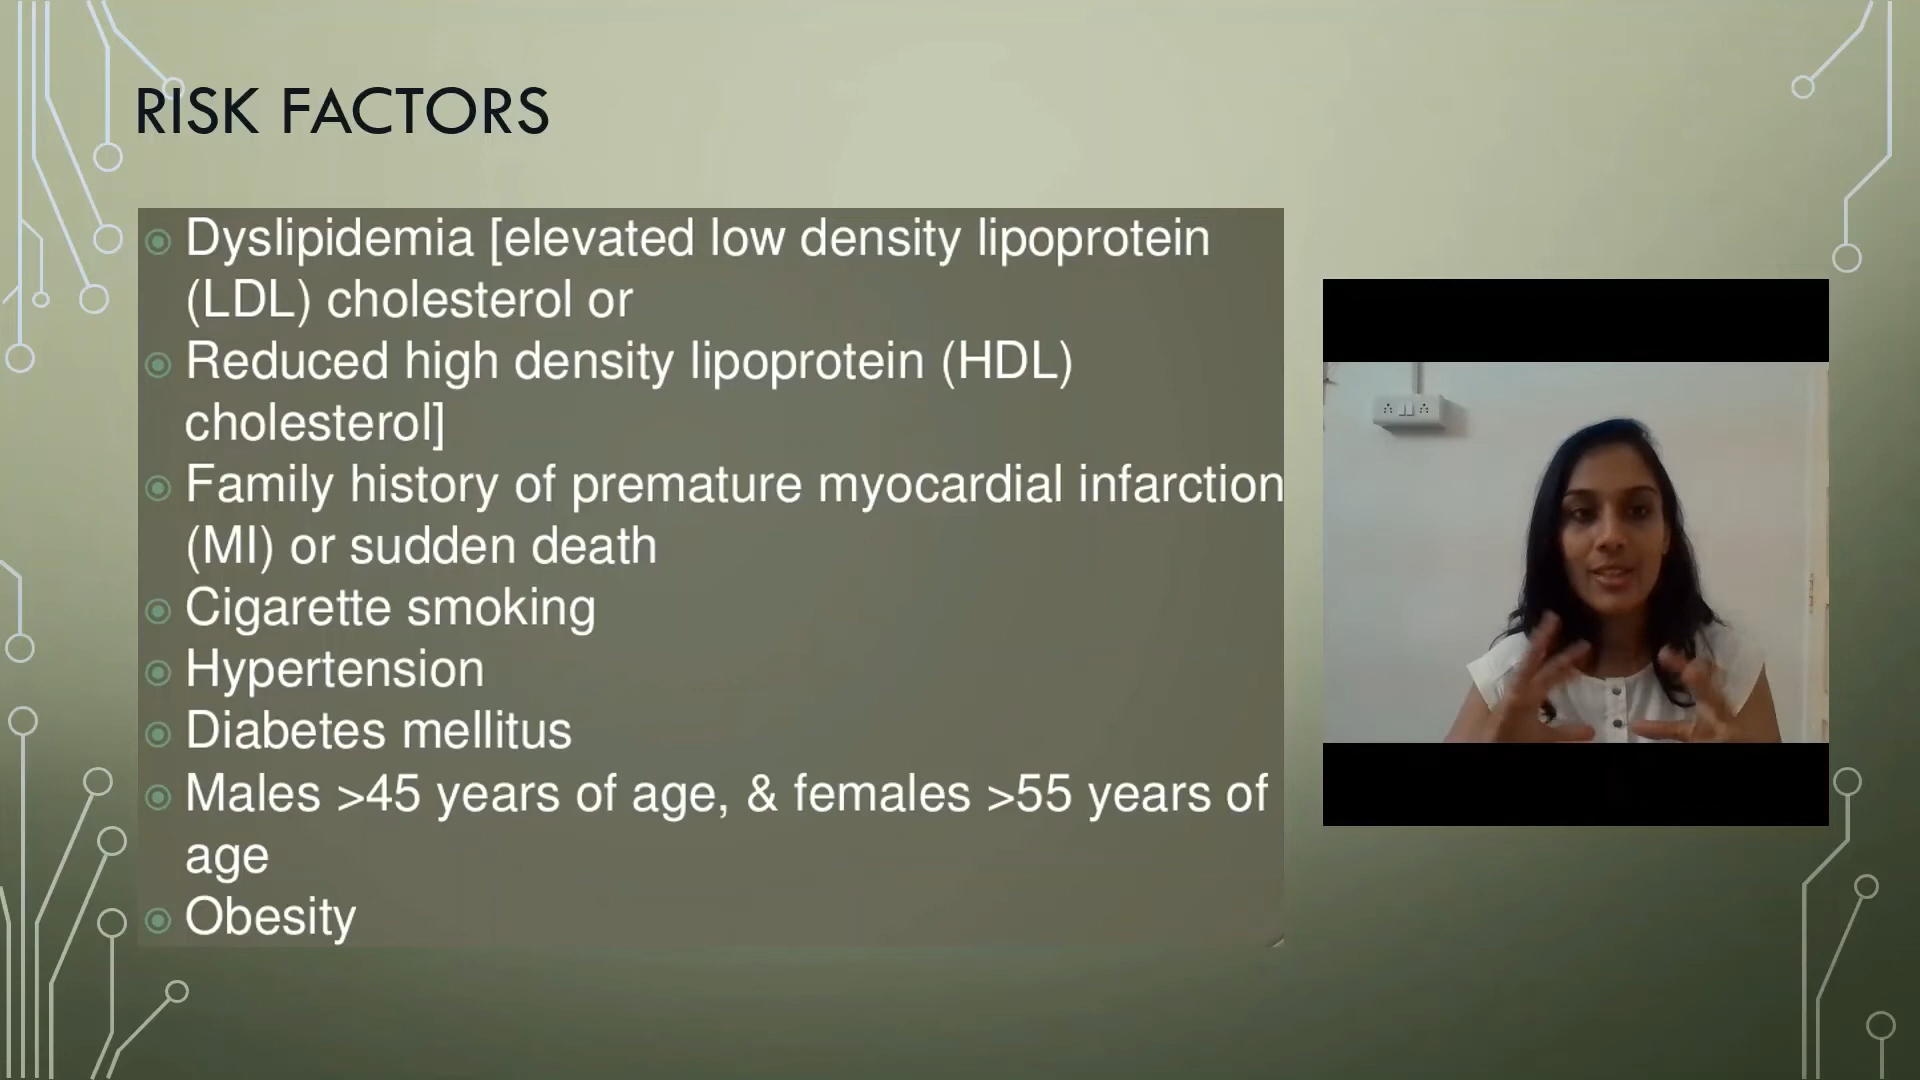 RISK FACTORS
Dyslipidemia [elevated low density lipoprotein
(LDL) cholesterol or
Reduced high density lipoprotein (HDL)
cholesterol]
Family history of premature myocardial infarction
(MI) or sudden death
Cigarette smoking
Hypertension
Diabetes mellitus
Males >45 years of age, & females >55 years of
age
Obesity